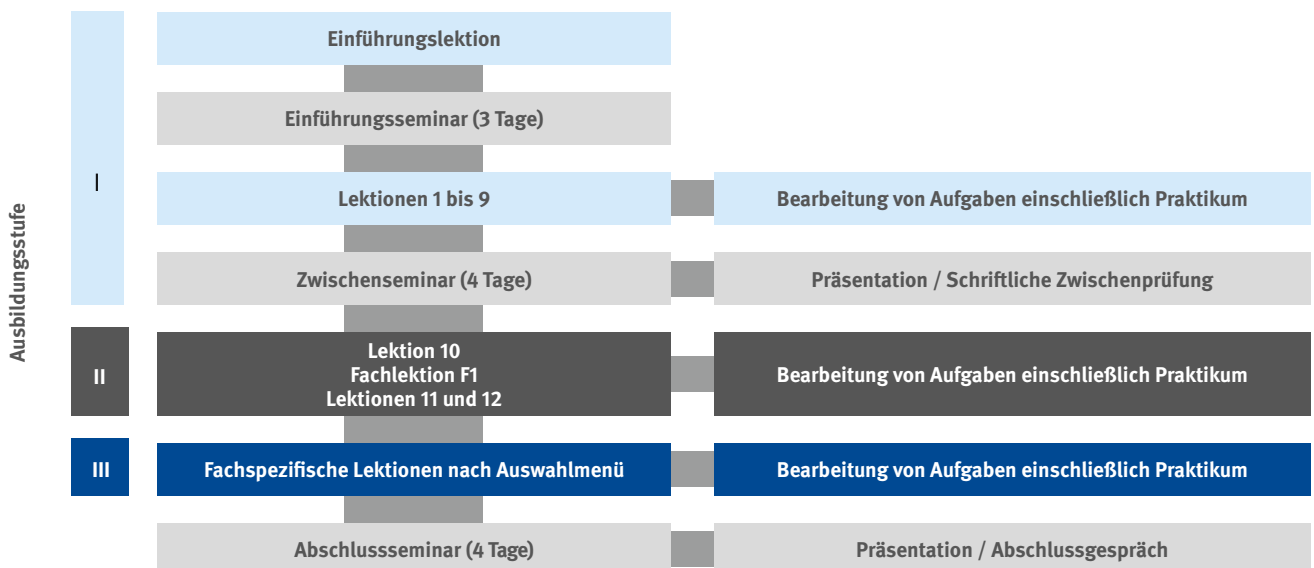 Ausbildungsstufe
I
Einführungslektion
Einführungsseminar (3 Tage)
Lektionen 1 bis 9
Bearbeitung von Aufgaben einschließlich Praktikum
Zwischenseminar (4 Tage)
Präsentation / Schriftliche Zwischenprüfung
II
Lektion 10
Fachlektion F1
Lektionen 11 und 12
Bearbeitung von Aufgaben einschließlich Praktikum
III
Fachspezifische Lektionen nach Auswahlmenü
Bearbeitung von Aufgaben einschließlich Praktikum
Abschlussseminar (4 Tage)
Präsentation / Abschlussgespräch